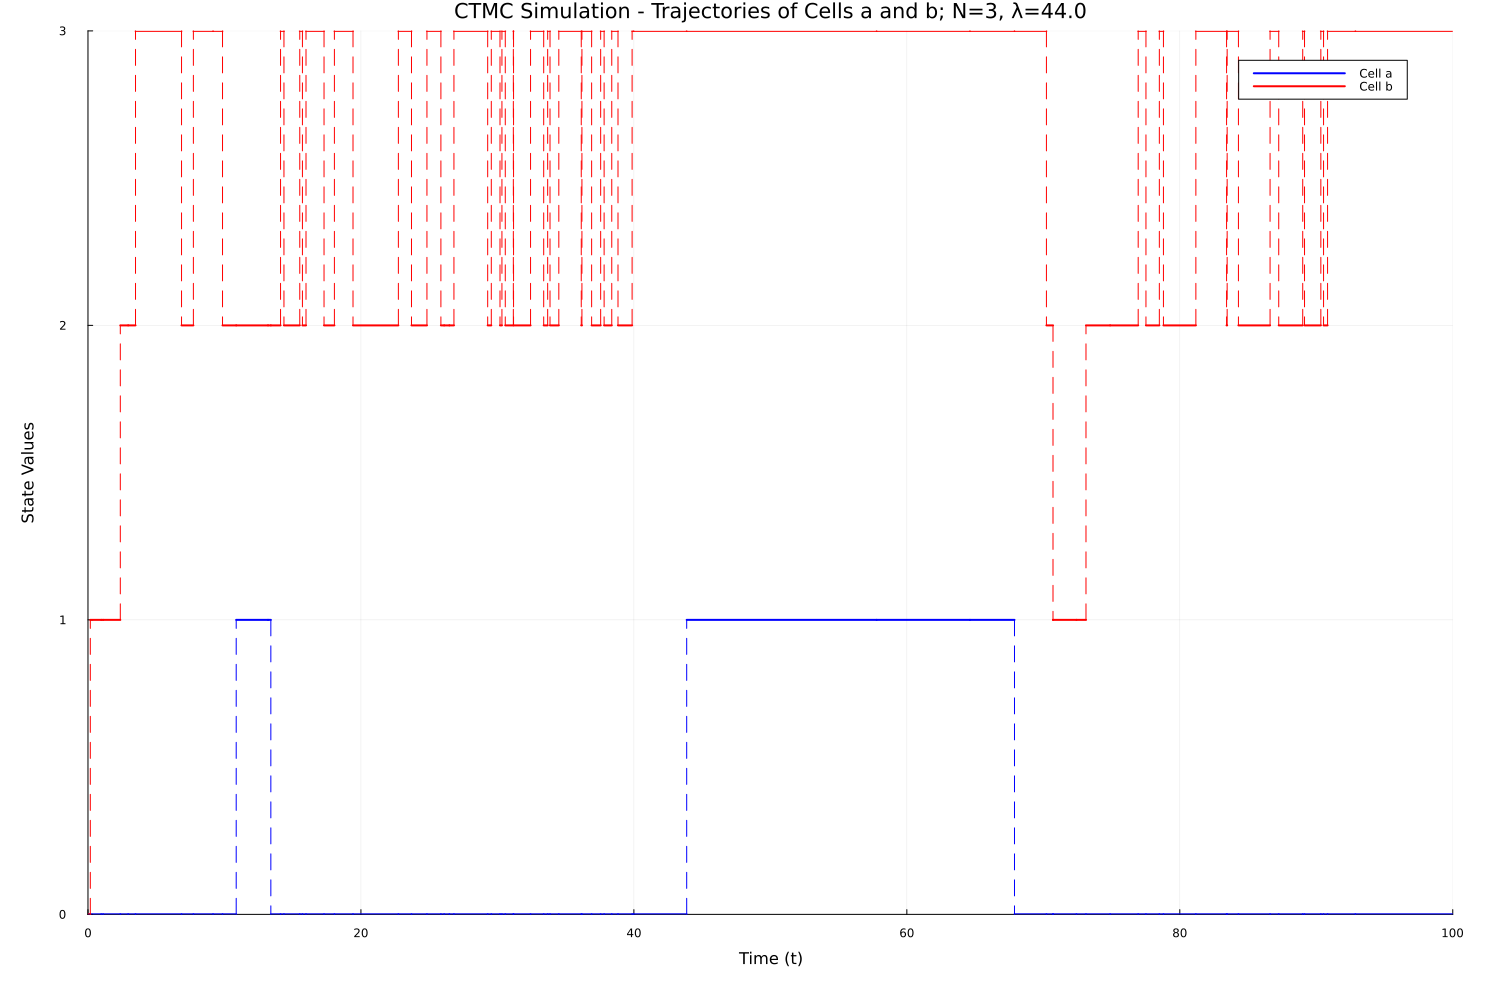 CTMC Simulation - Trajectories of Cells a and b; N=3, λ=44.0
3
Cell a
Cell b
2
State Values
1
0
0 20 40 60 80 100
Time (t)